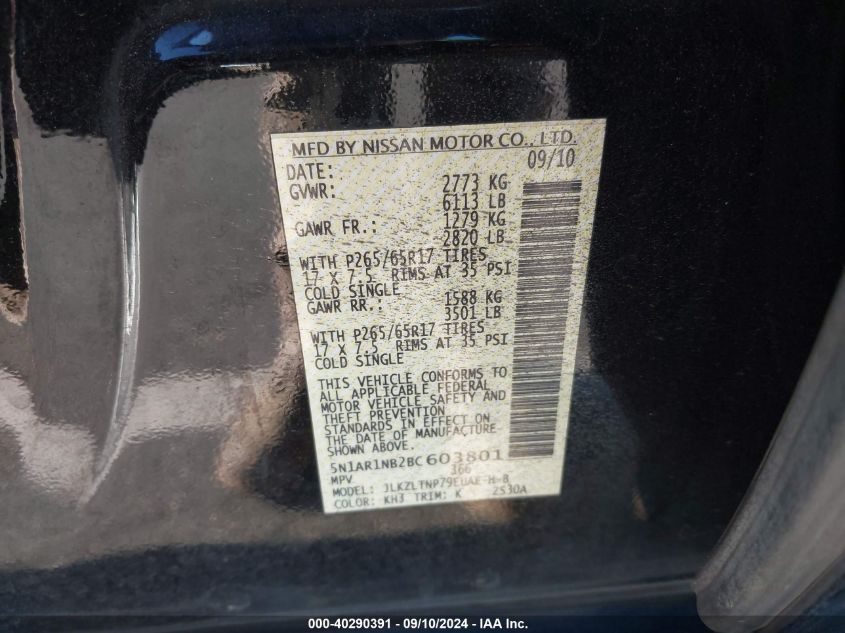 MFD BY NISSAN MOTOR CO., LTD.
DATE: 09/10
GVWR: 2773 KG
6113 LB
GAWR FR.: 1279 KG
2820 LB
WITH P265/65R17 TIRES
17 X 7.5 RIMS AT 35 PSI
COLD SINGLE
GAWR RR.: 1588 KG
3501 LB
WITH P265/65R17 TIRES
17 X 7.5 RIMS AT 35 PSI
COLD SINGLE
THIS VEHICLE CONFORMS TO
ALL APPLICABLE FEDERAL
MOTOR VEHICLE SAFETY AND
THEFT PREVENTION
STANDARDS IN EFFECT ON
THE DATE OF MANUFACTURE
SHOWN ABOVE.
5N1AR1NB2BC603801
MPV 366
MODEL: JLKZLTNP79EUAE-H-B
COLOR: KH3 TRIM: K 2S30A
000-40290391 - 09/10/2024 - IAA Inc.